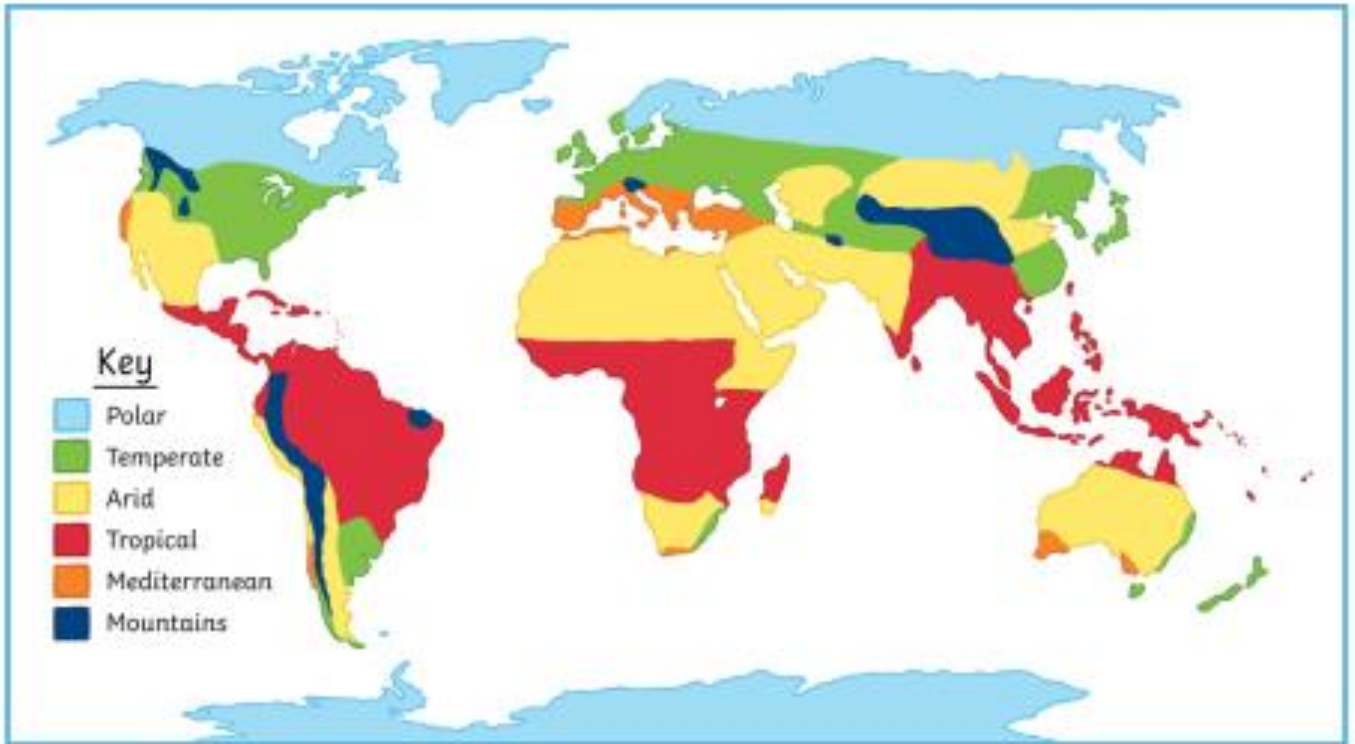 Key
Polar
Temperate
Arid
Tropical
Mediterranean
Mountains